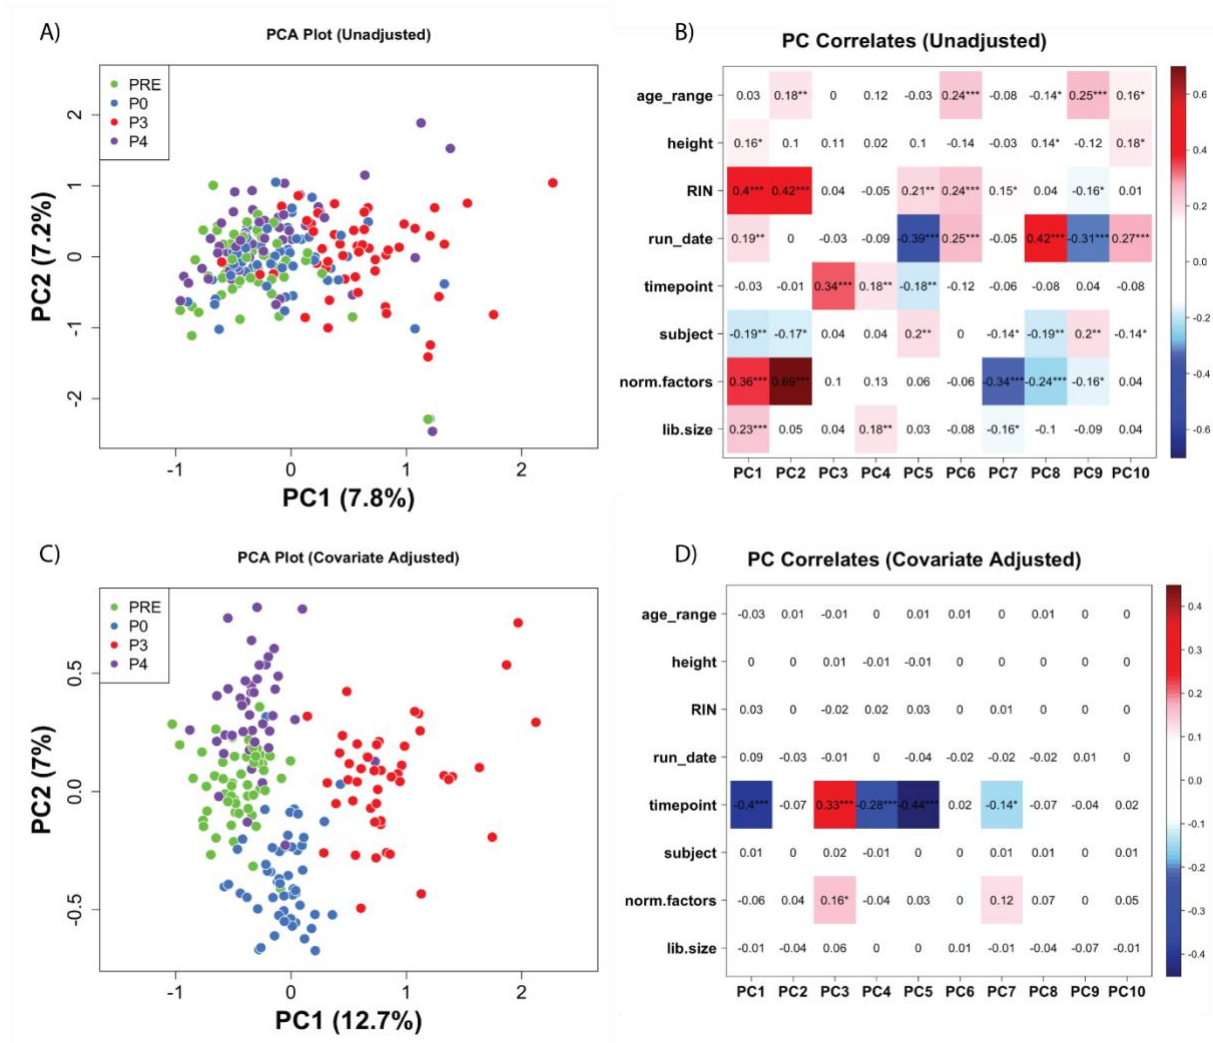 A)
PCA Plot (Unadjusted)
PRE
P0
P3
P4
2
1
0
-1
-2
PC2 (7.2%)
-1 0 1 2
PC1 (7.8%)
B)
PC Correlates (Unadjusted)
age_range 0.03 0.18** 0 0.12 -0.03 0.24*** -0.08 -0.14* 0.25*** 0.16*
height 0.16* 0.1 0.11 0.02 0.1 -0.14 -0.03 0.14* -0.12 0.18*
RIN 0.4*** 0.42*** 0.04 -0.05 0.21** 0.24*** 0.15* 0.04 -0.16* 0.01
run_date 0.19** 0 -0.03 -0.09 -0.39*** 0.25*** -0.05 0.42*** -0.31*** 0.27***
timepoint -0.03 -0.01 0.34*** 0.18** -0.18** -0.12 -0.06 -0.08 0.04 -0.08
subject -0.19** -0.17* 0.04 0.04 0.2** 0 -0.14* -0.19** 0.2** -0.14*
norm.factors 0.36*** 0.69*** 0.1 0.13 0.06 -0.06 -0.34*** -0.24*** -0.16* 0.04
lib.size 0.23*** 0.05 0.04 0.18** 0.03 -0.08 -0.16* -0.1 -0.09 0.04
PC1 PC2 PC3 PC4 PC5 PC6 PC7 PC8 PC9 PC10
0.6
0.4
0.2
0.0
-0.2
-0.4
-0.6
C)
PCA Plot (Covariate Adjusted)
PRE
P0
P3
P4
0.5
0.0
-0.5
PC2 (7%)
-1 0 1 2
PC1 (12.7%)
D)
PC Correlates (Covariate Adjusted)
age_range -0.03 0.01 -0.01 0 0.01 0.01 0 0.01 0 0
height 0 0 0.01 -0.01 -0.01 0 0 0 0 0
RIN 0.03 0 -0.02 0.02 0.03 0 0.01 0 0 0
run_date 0.09 -0.03 -0.01 0 -0.04 -0.02 -0.02 -0.02 0.01 0
timepoint -0.4*** -0.07 0.33*** -0.28*** -0.44*** 0.02 -0.14* -0.07 -0.04 0.02
subject 0.01 0 0.02 -0.01 0 0 0.01 0.01 0 0.01
norm.factors -0.06 0.04 0.16* -0.04 0.03 0 0.12 0.07 0 0.05
lib.size -0.01 -0.04 0.06 0 0 0.01 -0.01 -0.04 -0.07 -0.01
PC1 PC2 PC3 PC4 PC5 PC6 PC7 PC8 PC9 PC10
0.4
0.3
0.2
0.1
0.0
-0.1
-0.2
-0.3
-0.4